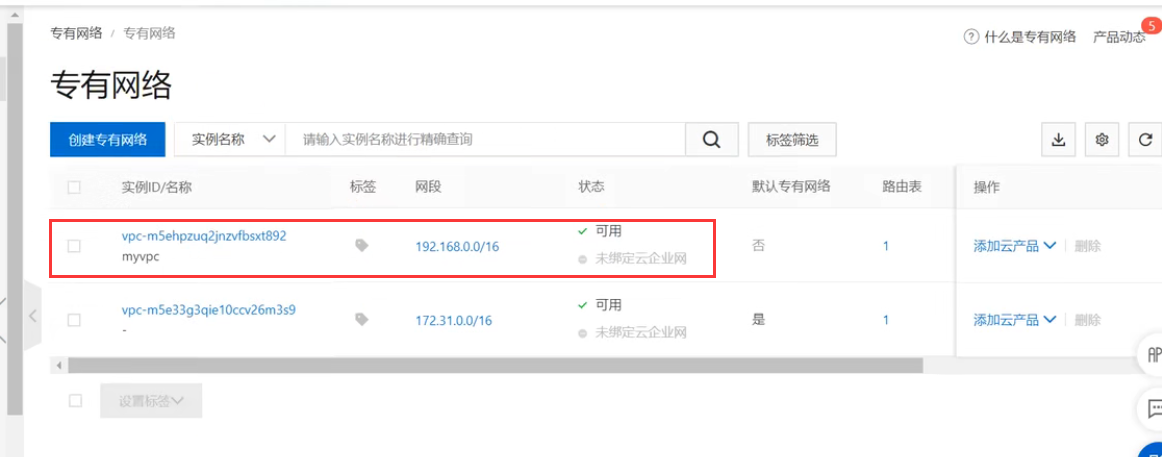 专有网络 / 专有网络
什么是专有网络 产品动态 5
专有网络
创建专有网络 实例名称 请输入实例名称进行精确查询 标签筛选
实例ID/名称 标签 网段 状态 默认专有网络 路由表 操作
vpc-m5ehpzuq2jnzvfbsxt892
myvpc
192.168.0.0/16
可用
未绑定云企业网
否 1 添加云产品 删除
vpc-m5e33g3qie10ccv26m3s9
-
172.31.0.0/16
可用
未绑定云企业网
是 1 添加云产品 删除
设置标签